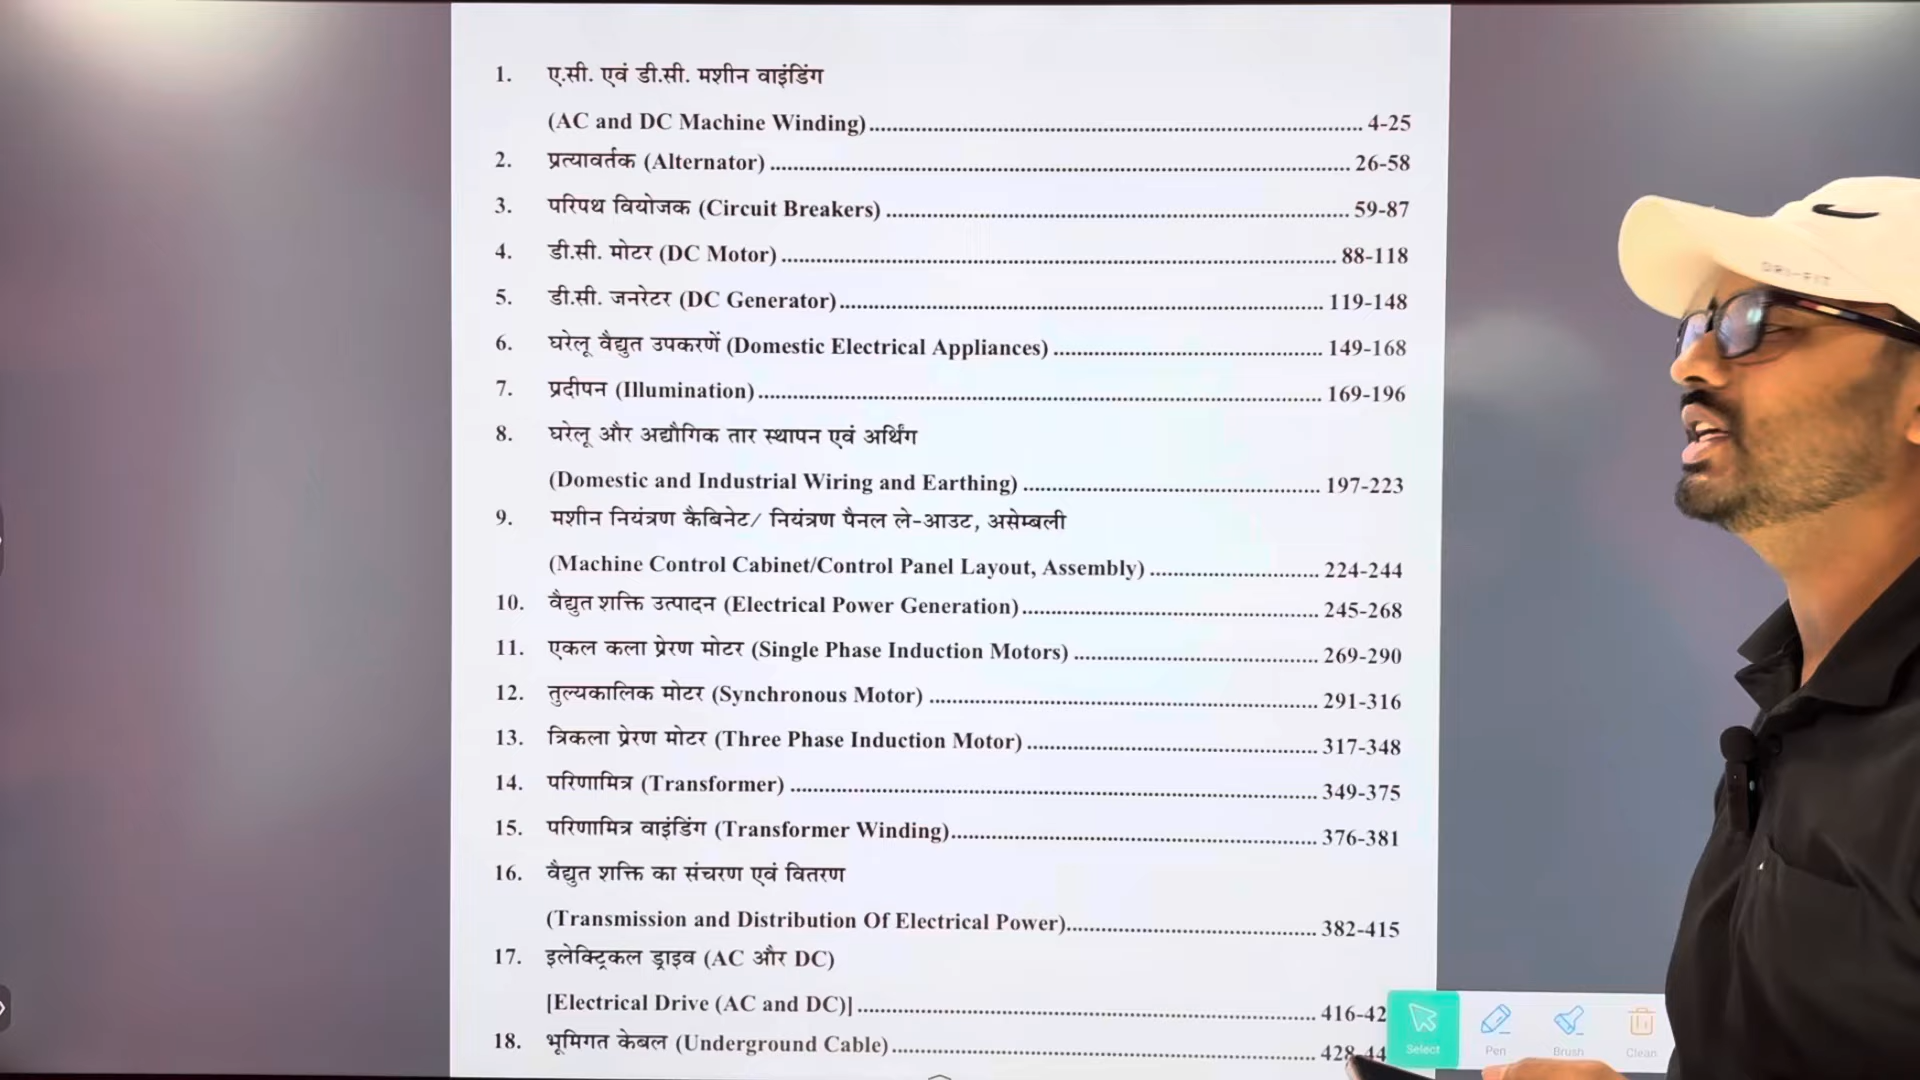 1. ए.सी. एवं डी.सी. मशीन वाइंडिंग
(AC and DC Machine Winding) 4-25
2. प्रत्यावर्तक (Alternator) 26-58
3. परिपथ वियोजक (Circuit Breakers) 59-87
4. डी.सी. मोटर (DC Motor) 88-118
5. डी.सी. जनरेटर (DC Generator) 119-148
6. घरेलू वैद्युत उपकरणें (Domestic Electrical Appliances) 149-168
7. प्रदीपन (Illumination) 169-196
8. घरेलू और अद्यौगिक तार स्थापन एवं अर्थिंग
(Domestic and Industrial Wiring and Earthing) 197-223
9. मशीन नियंत्रण कैबिनेट/ नियंत्रण पैनल ले-आउट, असेम्बली
(Machine Control Cabinet/Control Panel Layout, Assembly) 224-244
10. वैद्युत शक्ति उत्पादन (Electrical Power Generation) 245-268
11. एकल कला प्रेरण मोटर (Single Phase Induction Motors) 269-290
12. तुल्यकालिक मोटर (Synchronous Motor) 291-316
13. त्रिकला प्रेरण मोटर (Three Phase Induction Motor) 317-348
14. परिणामित्र (Transformer) 349-375
15. परिणामित्र वाइंडिंग (Transformer Winding) 376-381
16. वैद्युत शक्ति का संचरण एवं वितरण
(Transmission and Distribution Of Electrical Power) 382-415
17. इलेक्ट्रिकल ड्राइव (AC और DC)
[Electrical Drive (AC and DC)] 416-42
18. भूमिगत केबल (Underground Cable) 428-44
Select Pen Brush Clean
DRI-FIT